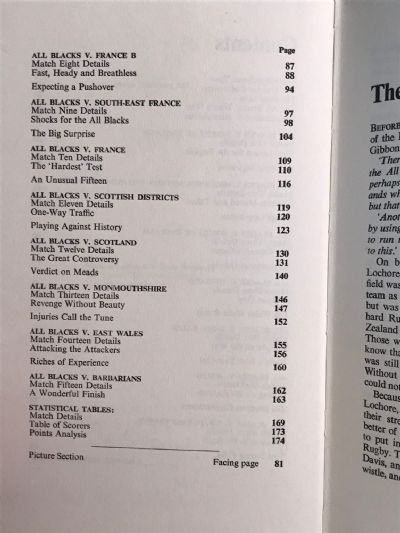 Page
ALL BLACKS V. FRANCE B
Match Eight Details 87
Fast, Heady and Breathless 88
Expecting a Pushover 94
ALL BLACKS V. SOUTH-EAST FRANCE
Match Nine Details 97
Shocks for the All Blacks 98
The Big Surprise 104
ALL BLACKS V. FRANCE
Match Ten Details 109
The 'Hardest' Test 110
An Unusual Fifteen 116
ALL BLACKS V. SCOTTISH DISTRICTS
Match Eleven Details 119
One-Way Traffic 120
Playing Against History 123
ALL BLACKS V. SCOTLAND
Match Twelve Details 130
The Great Controversy 131
Verdict on Meads 140
ALL BLACKS V. MONMOUTHSHIRE
Match Thirteen Details 146
Revenge Without Beauty 147
Injuries Call the Tune 152
ALL BLACKS V. EAST WALES
Match Fourteen Details 155
Attacking the Attackers 156
Riches of Experience 160
ALL BLACKS V. BARBARIANS
Match Fifteen Details 162
A Wonderful Finish 163
STATISTICAL TABLES:
Match Details 169
Table of Scorers 173
Points Analysis 174
Picture Section Facing page 81
The
BEFORE
of the
Gibbon
'Ther
the All
perhaps
ands wh
but that
'Anot
by using
to run
to this.'
On b
Lochore
field was
team as
but was
hard Ru
Zealand
Those w
know tha
was still
Without
could not
Becaus
Lochore,
their stre
better of
to put in
Rugby. T
Davis, an
wistle, an